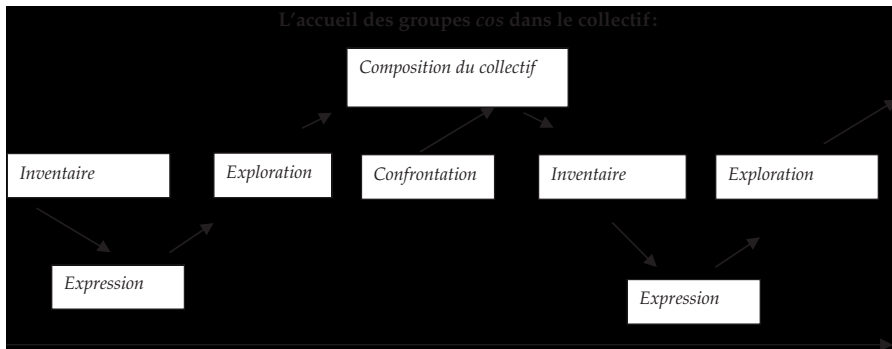 L'accueil des groupes cos dans le collectif :
Composition du collectif
Inventaire
Exploration
Confrontation
Inventaire
Exploration
Expression
Expression